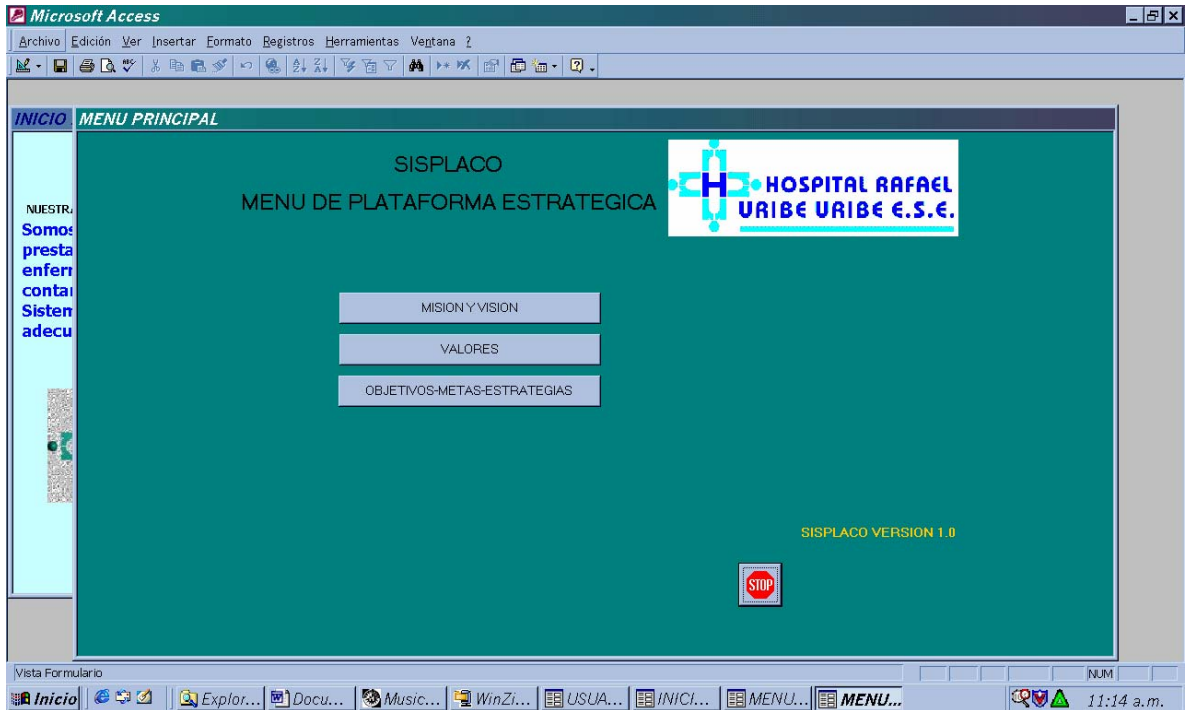 Microsoft Access
Archivo Edición Ver Insertar Formato Registros Herramientas Ventana ?
INICIO
MENU PRINCIPAL
SISPLACO
MENU DE PLATAFORMA ESTRATEGICA
HOSPITAL RAFAEL
URIBE URIBE E.S.E.
NUESTRA
Somos
presta
enferm
contar
Sistem
adecu
MISION Y VISION
VALORES
OBJETIVOS-METAS-ESTRATEGIAS
SISPLACO VERSION 1.0
STOP
Vista Formulario
NUM
Inicio
Explor...
Docu...
Music...
WinZi...
USUA...
INICI...
MENU...
MENU...
11:14 a.m.